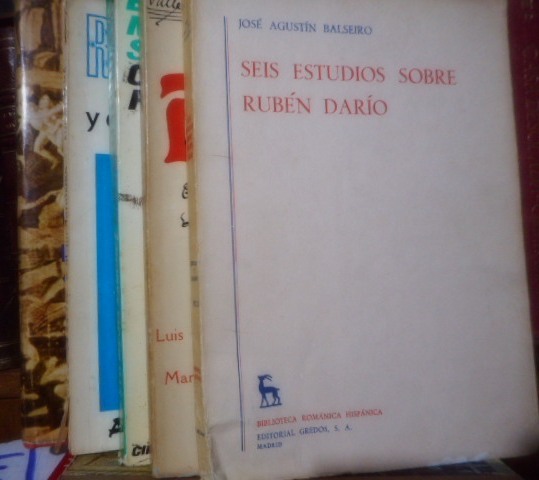 JOSÉ AGUSTÍN BALSEIRO
SEIS ESTUDIOS SOBRE
RUBÉN DARÍO
BIBLIOTECA ROMÁNICA HISPÁNICA
EDITORIAL GREDOS, S. A.
MADRID
Luis
y